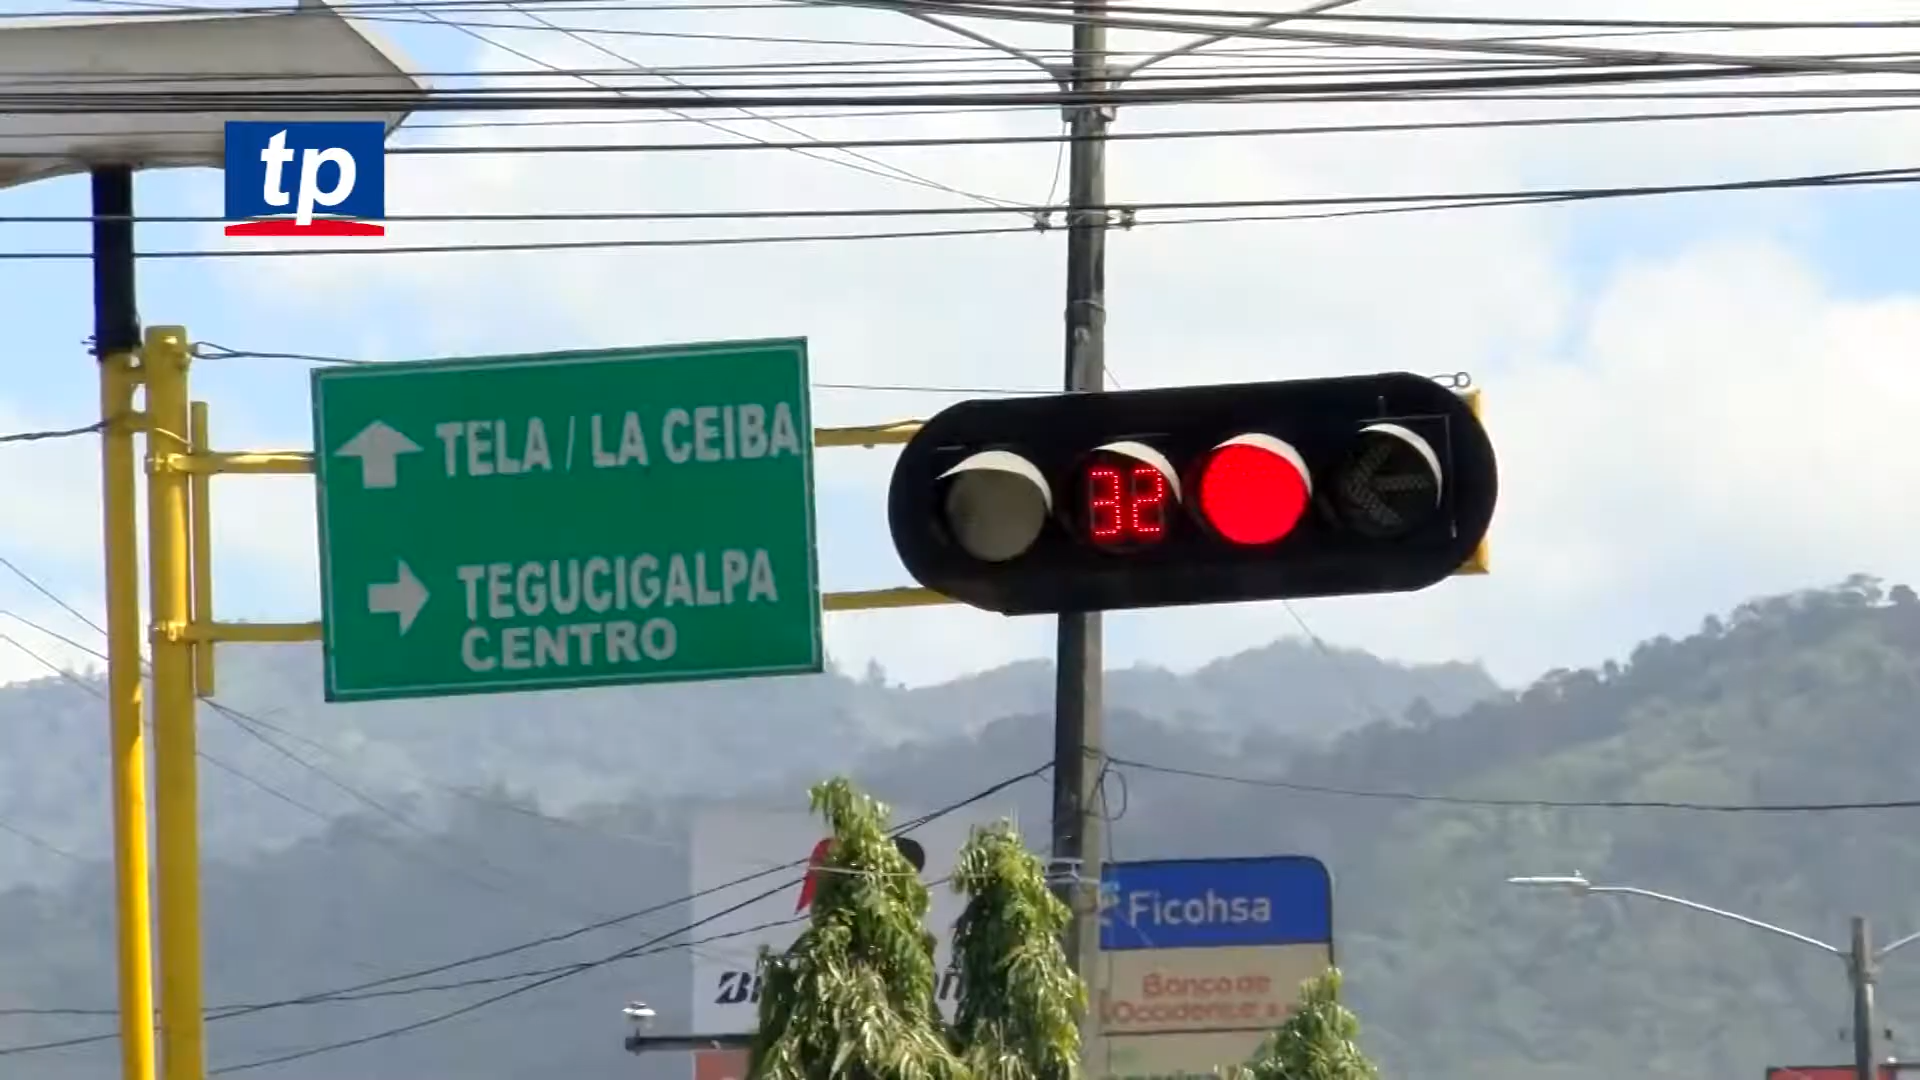 tp
TELA / LA CEIBA
TEGUCIGALPA
CENTRO
32
Ficohsa
Banco de
Occidente